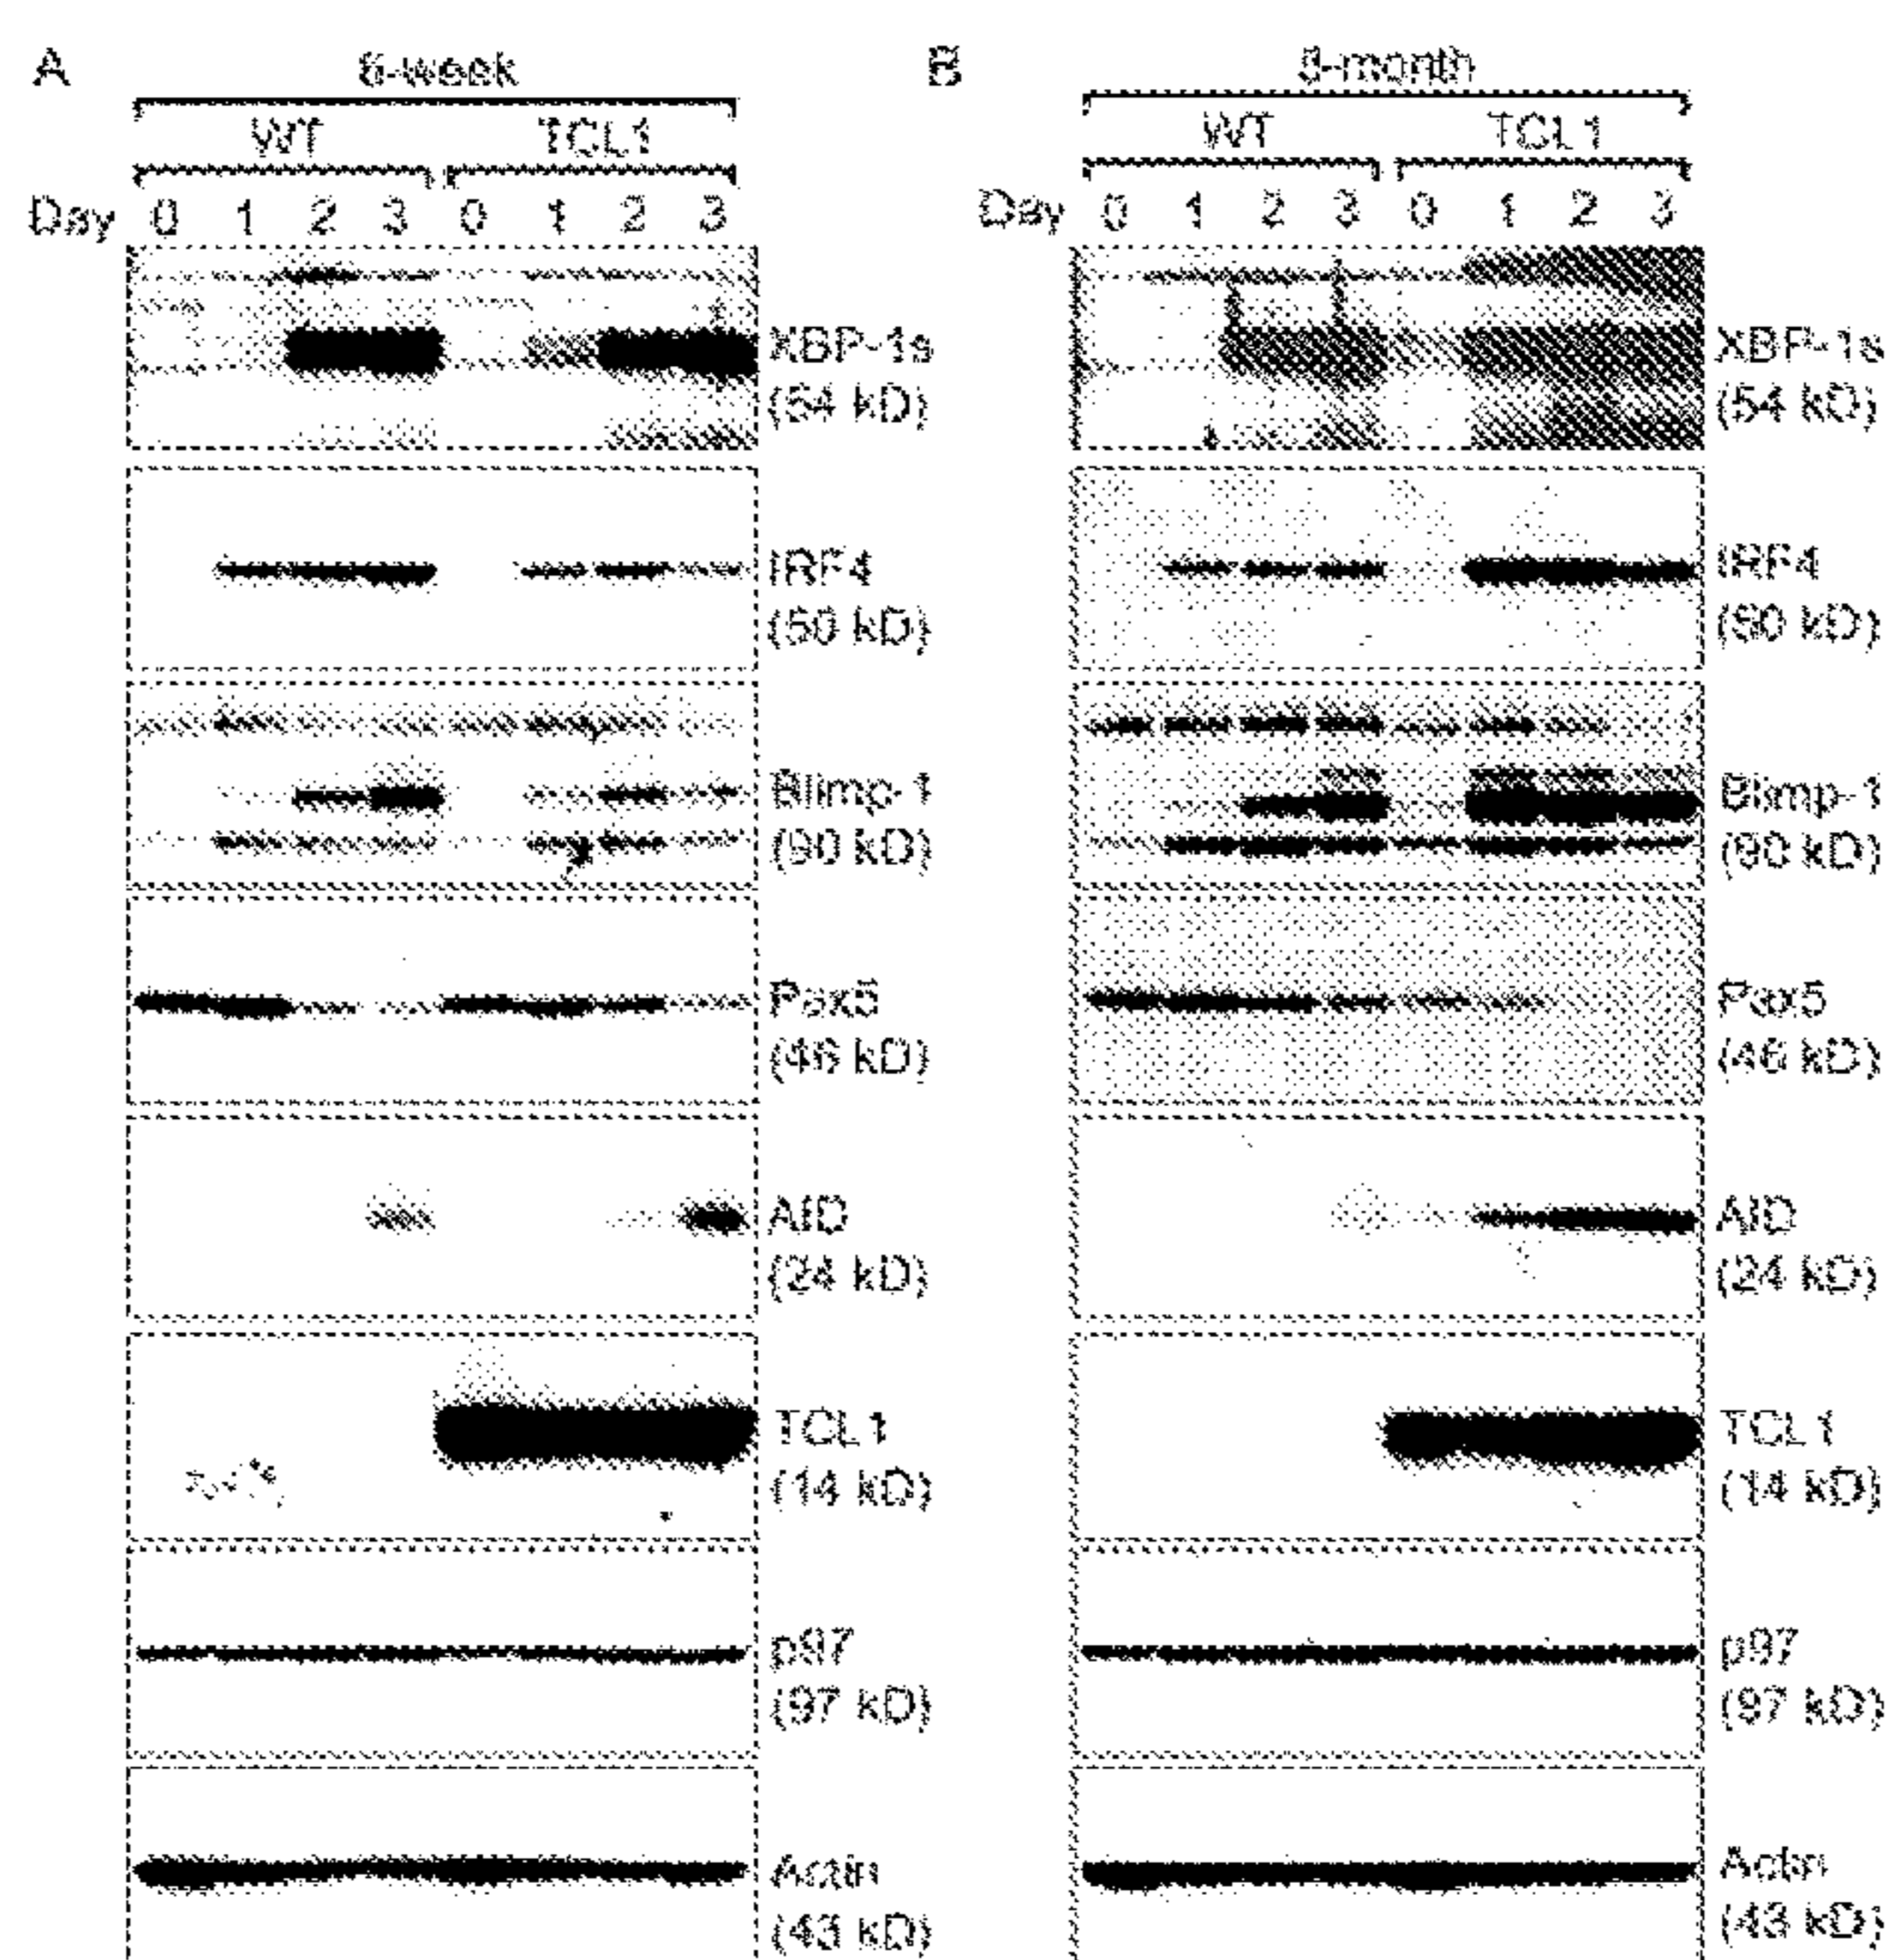 A
6-week
WT
TCL1
Day 0 1 2 3 0 1 2 3
XBP-1s
(54 kD)
IRF4
(50 kD)
Blimp-1
(90 kD)
Pax5
(46 kD)
AID
(24 kD)
TCL1
(14 kD)
p97
(97 kD)
Actin
(43 kD)
B
8-month
WT
TCL1
Day 0 1 2 3 0 1 2 3
XBP-1s
(54 kD)
IRF4
Blimp-1
(90 kD)
Pax5
(46 kD)
AID
(24 kD)
TCL1
(14 kD)
p97
(97 kD)
Actin
(43 kD)